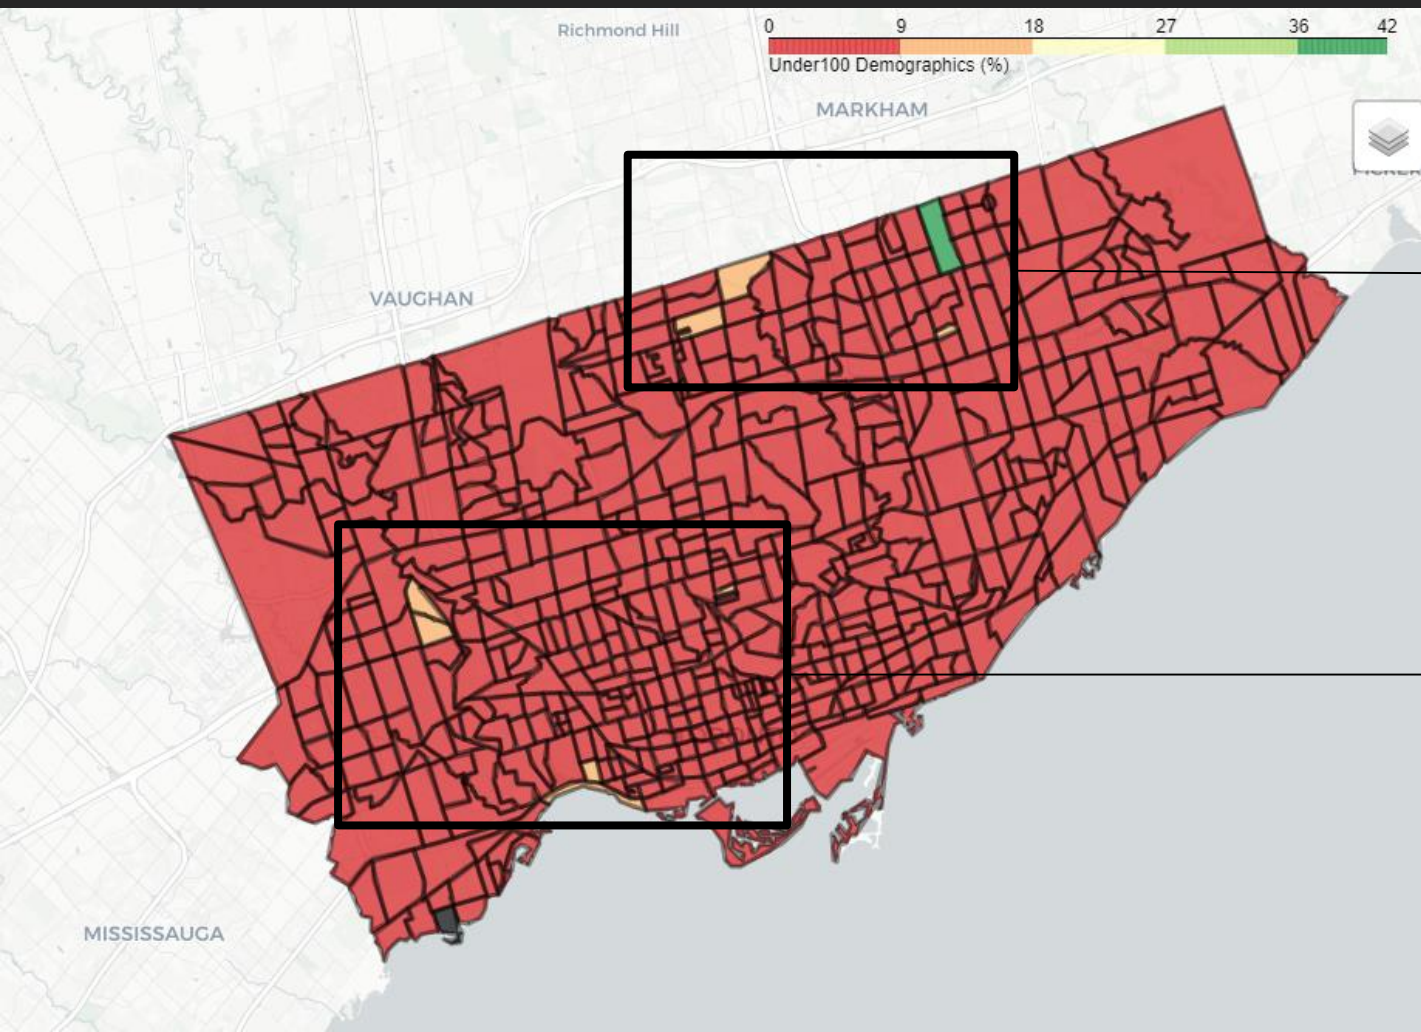 Richmond Hill
0 9 18 27 36 42
Under100 Demographics (%)
MARKHAM
VAUGHAN
MISSISSAUGA